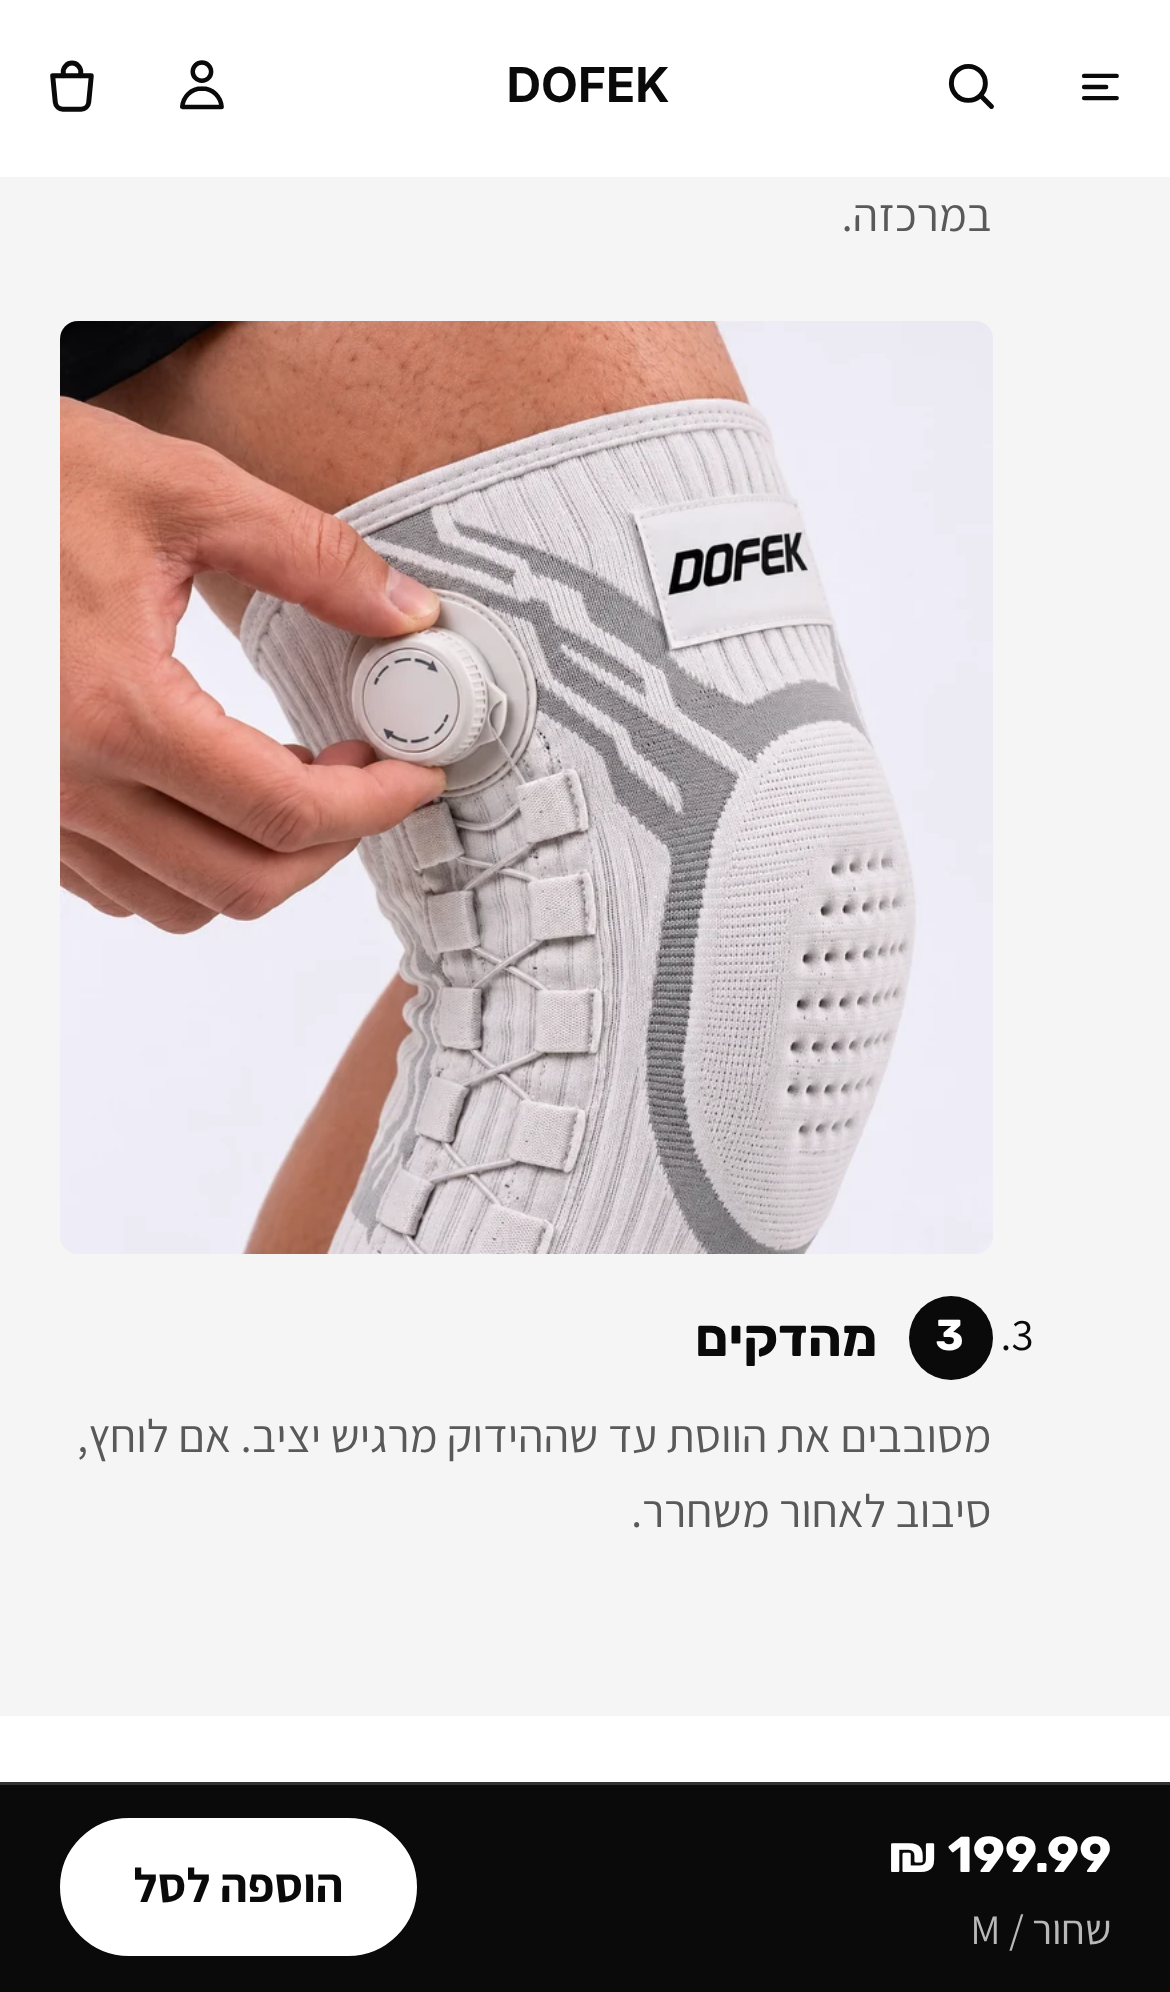 DOFEK
במרכזה.
DOFEK
3. 3 מהדקים
מסובבים את הווסת עד שההידוק מרגיש יציב. אם לוחץ,
סיבוב לאחור משחרר.
199.99 ₪
שחור / M
הוספה לסל